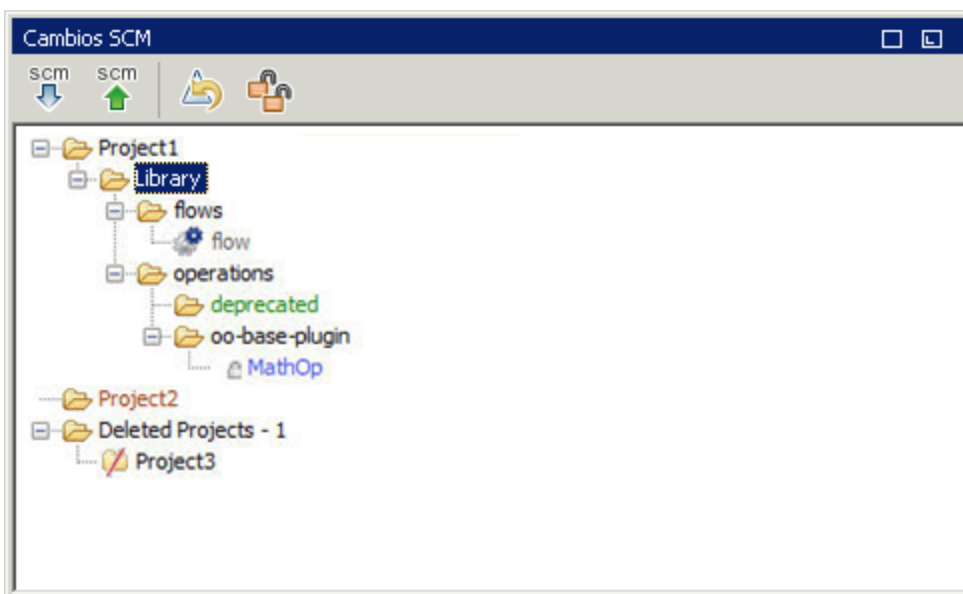 Cambios SCM
scm scm
Project1
Library
flows
flow
operations
deprecated
oo-base-plugin
MathOp
Project2
Deleted Projects - 1
Project3